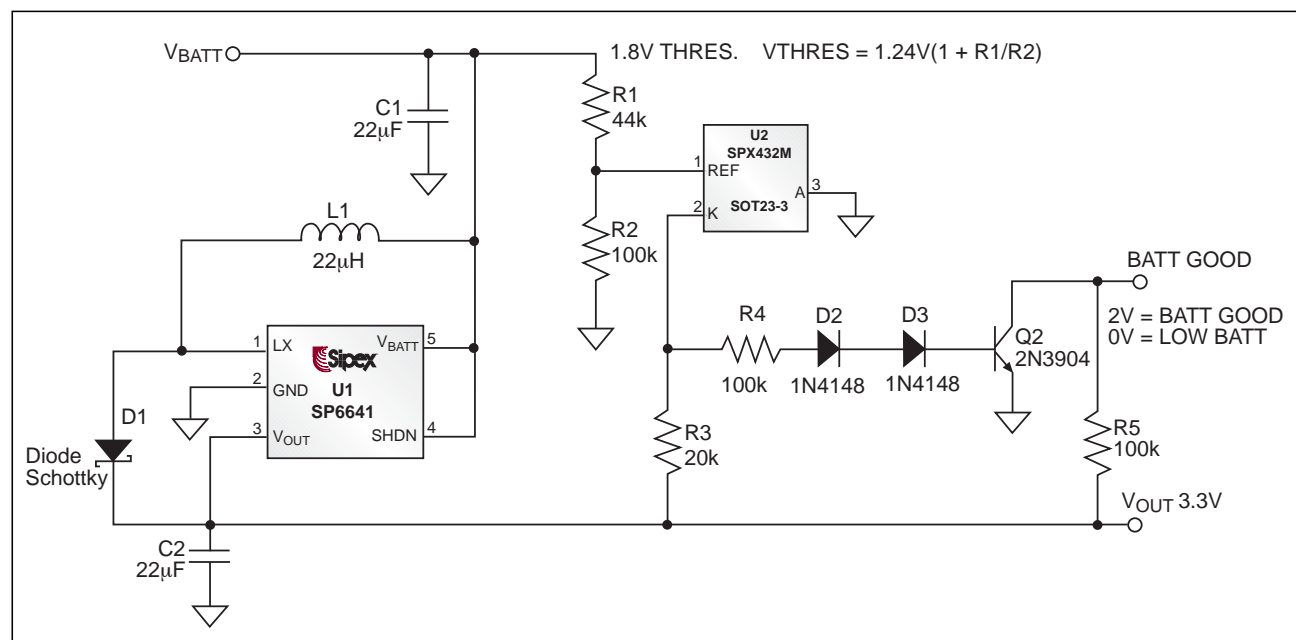 VBATT
1.8V THRES. VTHRES = 1.24V(1 + R1/R2)
C1
22µF
R1
44k
U2
SPX432M
1
REF
A
3
2
K
SOT23-3
L1
22µH
R2
100k
BATT GOOD
2V = BATT GOOD
0V = LOW BATT
R4
100k
D2
1N4148
D3
1N4148
Q2
2N3904
1
LX
Sipex
VBATT
5
2
GND
U1
SP6641
3
VOUT
SHDN
4
D1
Diode
Schottky
R3
20k
R5
100k
VOUT 3.3V
C2
22µF